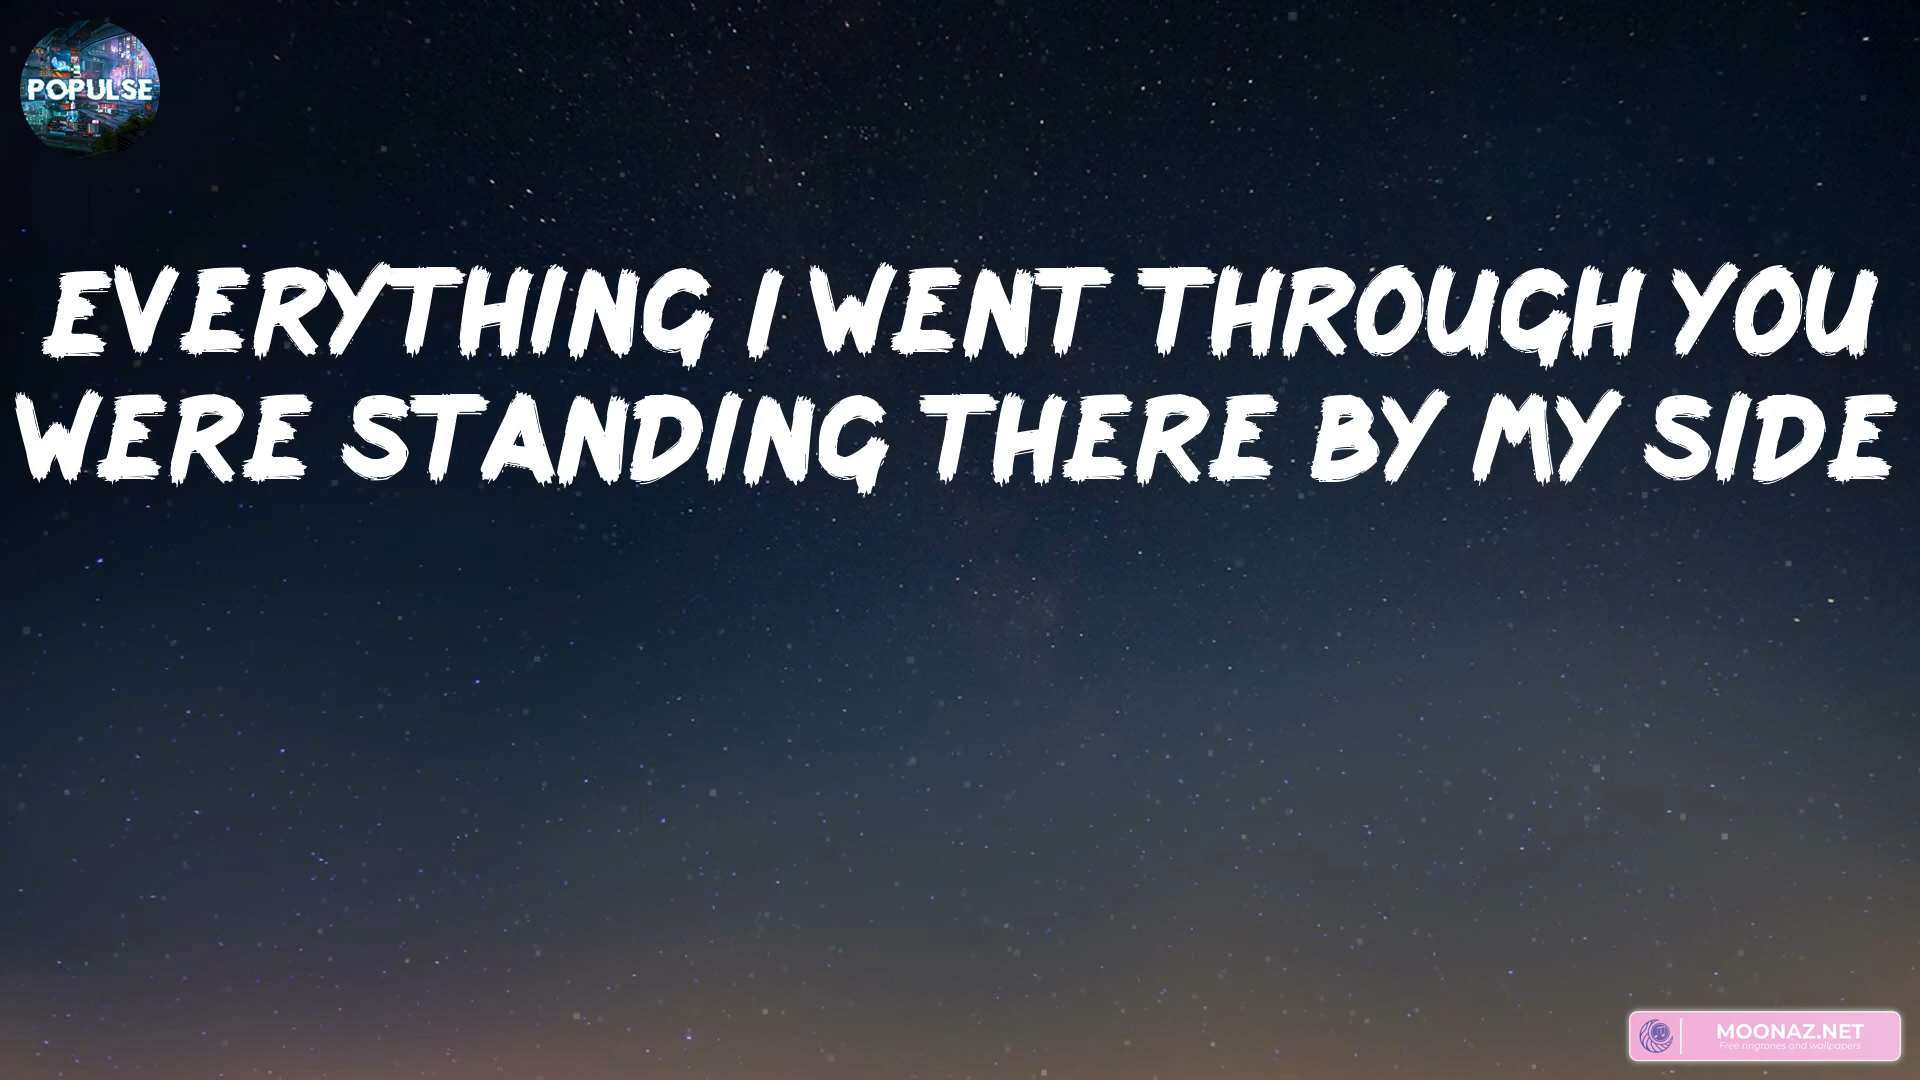 POPULSE
EVERYTHING I WENT THROUGH YOU
WERE STANDING THERE BY MY SIDE
MOONAZ.NET
Free ringtones and wallpapers